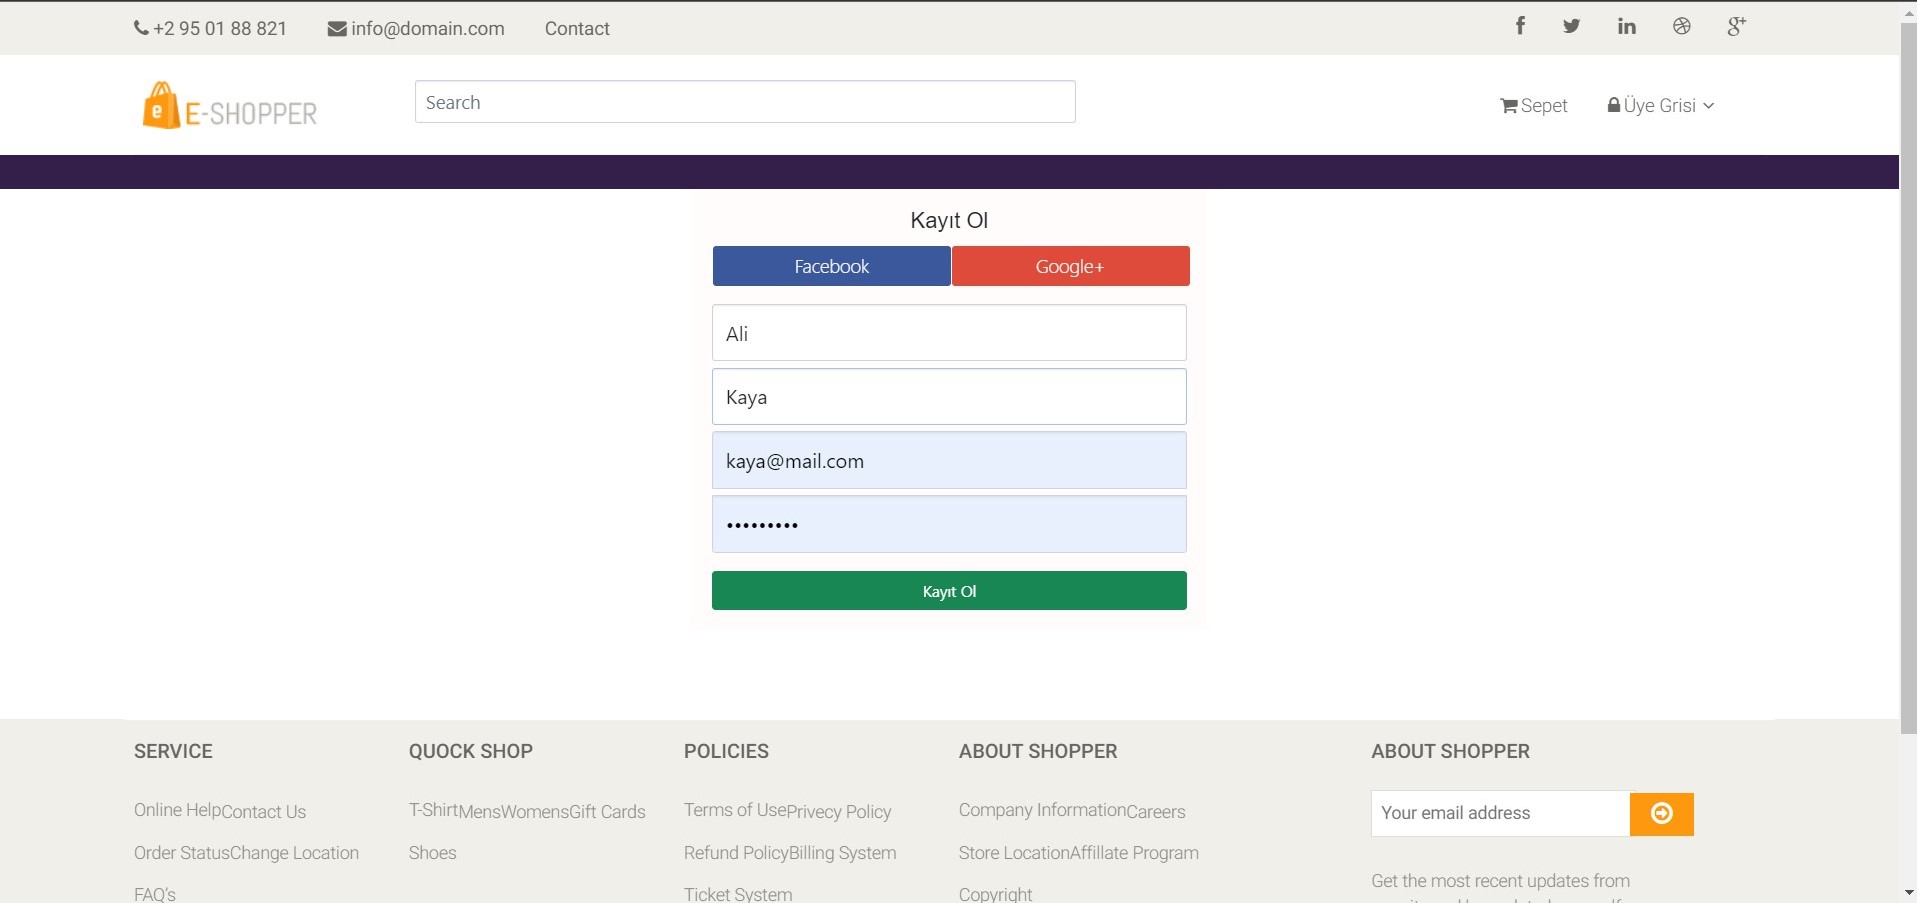 +2 95 01 88 821 info@domain.com Contact
E-SHOPPER Search Sepet Üye Grisi
Kayıt Ol
Facebook Google+
Ali
Kaya
kaya@mail.com
•••••••••
Kayıt Ol
SERVICE QUOCK SHOP POLICIES ABOUT SHOPPER ABOUT SHOPPER
Online HelpContact Us T-ShirtMensWomensGift Cards Terms of UsePrivecy Policy Company InformationCareers Your email address
Order StatusChange Location Shoes Refund PolicyBilling System Store LocationAffillate Program
FAQ's Ticket System Copyright Get the most recent updates from